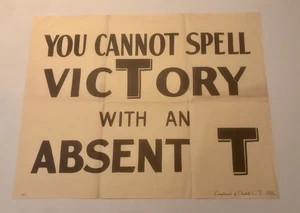 YOU CANNOT SPELL
VICTORY
WITH AN
ABSENT T